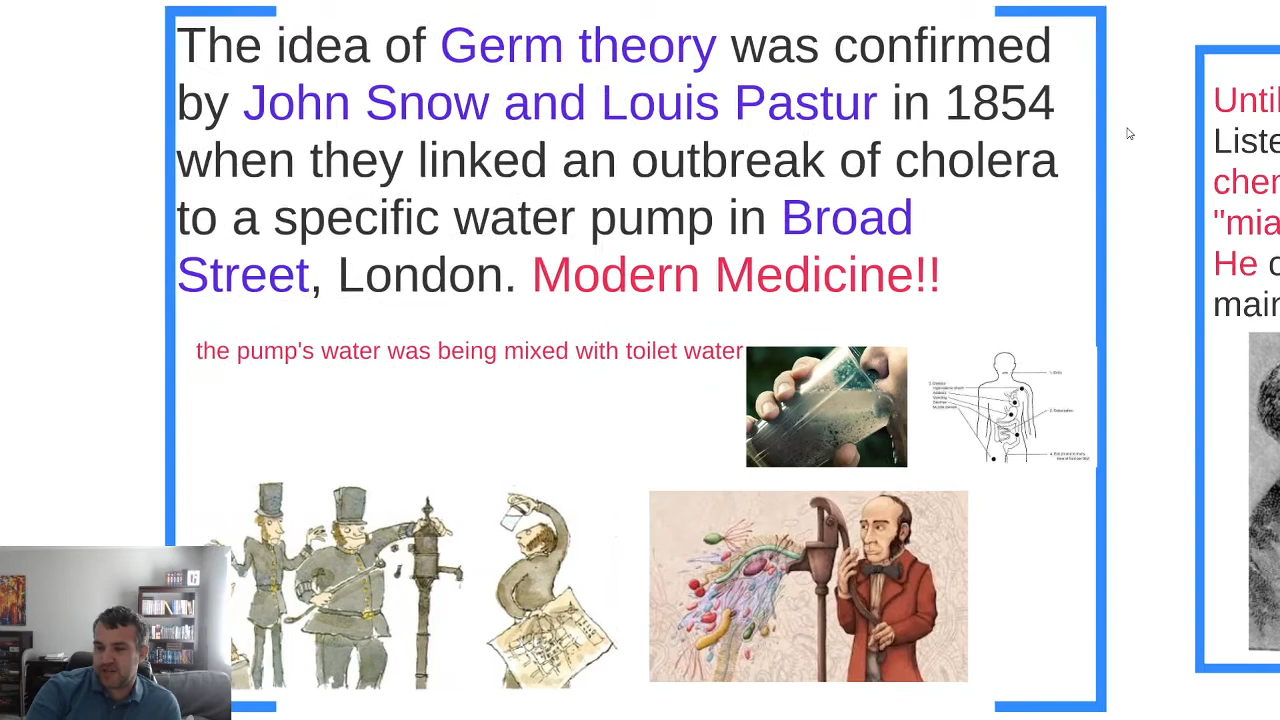 The idea of Germ theory was confirmed
by John Snow and Louis Pastur in 1854
when they linked an outbreak of cholera
to a specific water pump in Broad
Street, London. Modern Medicine!!
the pump's water was being mixed with toilet water
Until
Liste
chem
"mia
He
main